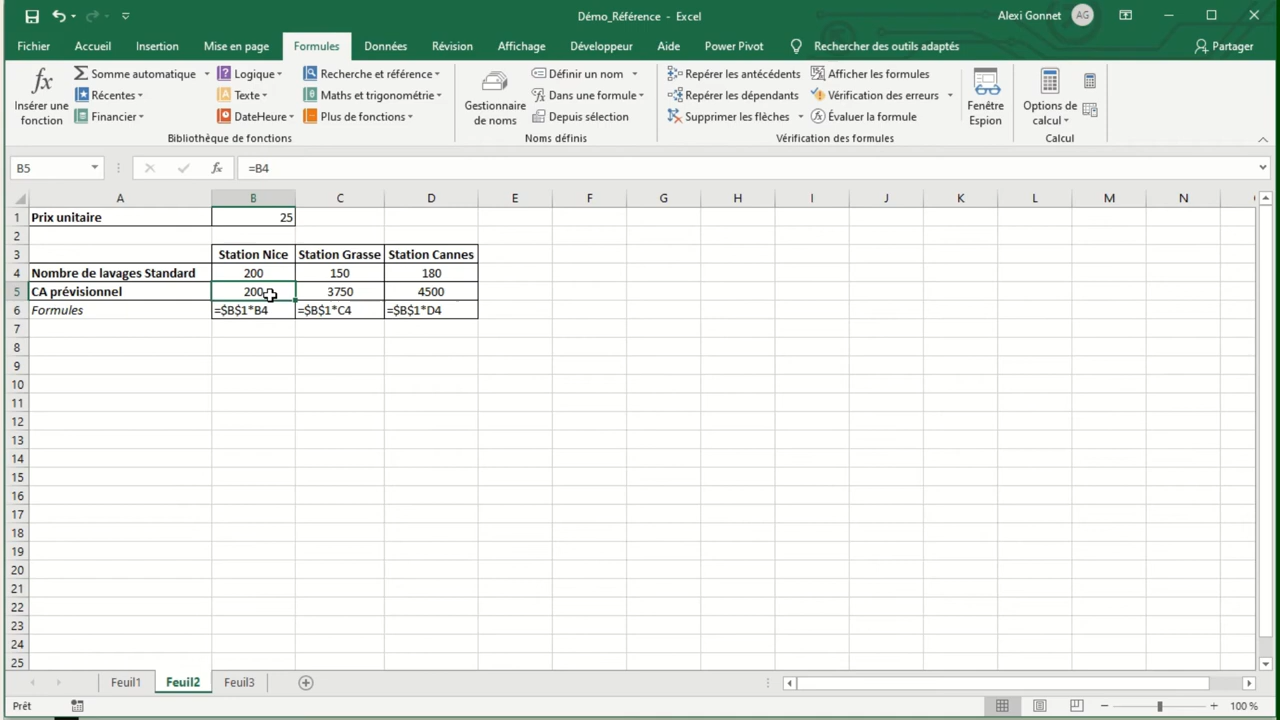 Démo_Référence - Excel
Alexi Gonnet
AG
Fichier Accueil Insertion Mise en page Formules Données Révision Affichage Développeur Aide Power Pivot Rechercher des outils adaptés Partager
Insérer une fonction
Somme automatique
Récentes
Financier
Logique
Texte
DateHeure
Recherche et référence
Maths et trigonométrie
Plus de fonctions
Bibliothèque de fonctions
Gestionnaire de noms
Définir un nom
Dans une formule
Depuis sélection
Noms définis
Repérer les antécédents
Repérer les dépendants
Supprimer les flèches
Afficher les formules
Vérification des erreurs
Évaluer la formule
Vérification des formules
Fenêtre Espion
Options de calcul
Calcul
B5 fx =B4
A B C D E F G H I J K L M N
1 Prix unitaire 25
2
3 Station Nice Station Grasse Station Cannes
4 Nombre de lavages Standard 200 150 180
5 CA prévisionnel 200 3750 4500
6 Formules =$B$1*B4 =$B$1*C4 =$B$1*D4
7
8
9
10
11
12
13
14
15
16
17
18
19
20
21
22
23
24
25
Feuil1 Feuil2 Feuil3
Prêt 100 %